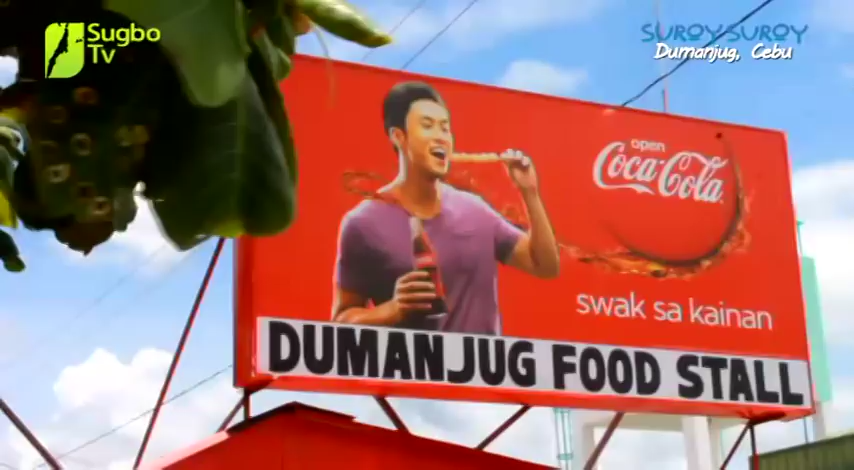 Sugbo
Tv
SUROY SUROY
Dumanjug, Cebu
open
Coca-Cola
swak sa kainan
DUMANJUG FOOD STALL